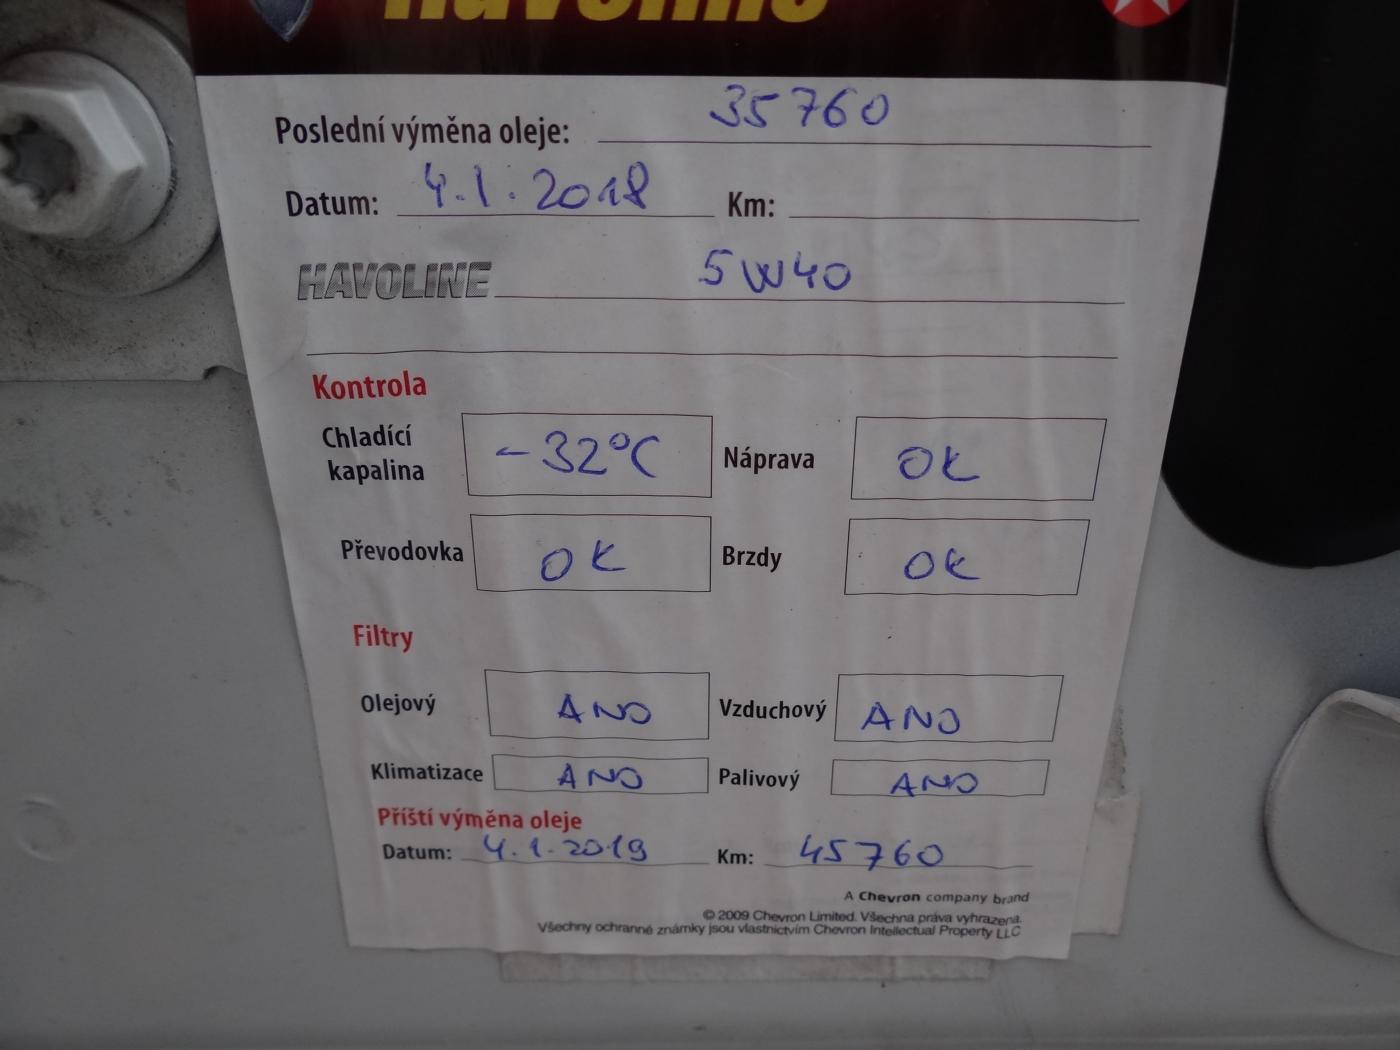 Havoline
Poslední výměna oleje: 35760
Datum: 4.1.2018 Km:
HAVOLINE 5W40
Kontrola
Chladící
kapalina -32°C Náprava OK
Převodovka OK Brzdy OK
Filtry
Olejový ANO Vzduchový ANO
Klimatizace ANO Palivový ANO
Příští výměna oleje
Datum: 4.1.2019 Km: 45760
A Chevron company brand
© 2009 Chevron Limited. Všechna práva vyhrazena.
Všechny ochranné známky jsou vlastnictvím Chevron Intellectual Property LLC